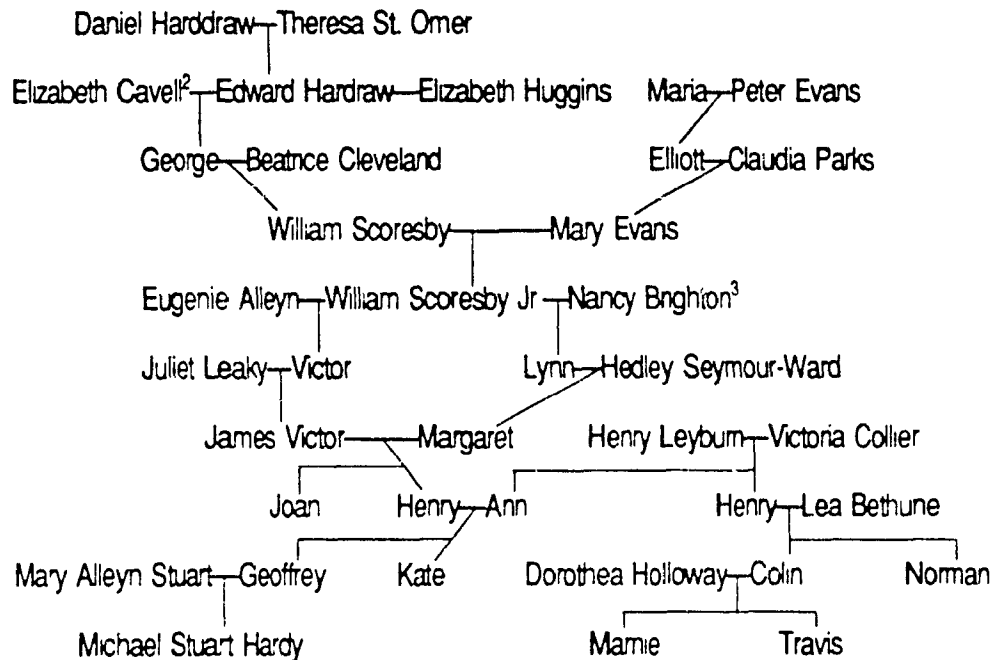 Daniel Harddraw Theresa St. Omer
Elizabeth Cavell² Edward Hardraw Elizabeth Huggins Maria Peter Evans
George Beatrice Cleveland Elliott Claudia Parks
William Scoresby Mary Evans
Eugenie Alleyn William Scoresby Jr Nancy Brighton³
Juliet Leaky Victor Lynn Hedley Seymour-Ward
James Victor Margaret Henry Leyburn Victoria Collier
Joan Henry Ann Henry Lea Bethune
Mary Alleyn Stuart Geoffrey Kate Dorothea Holloway Colin Norman
Michael Stuart Hardy Mamie Travis